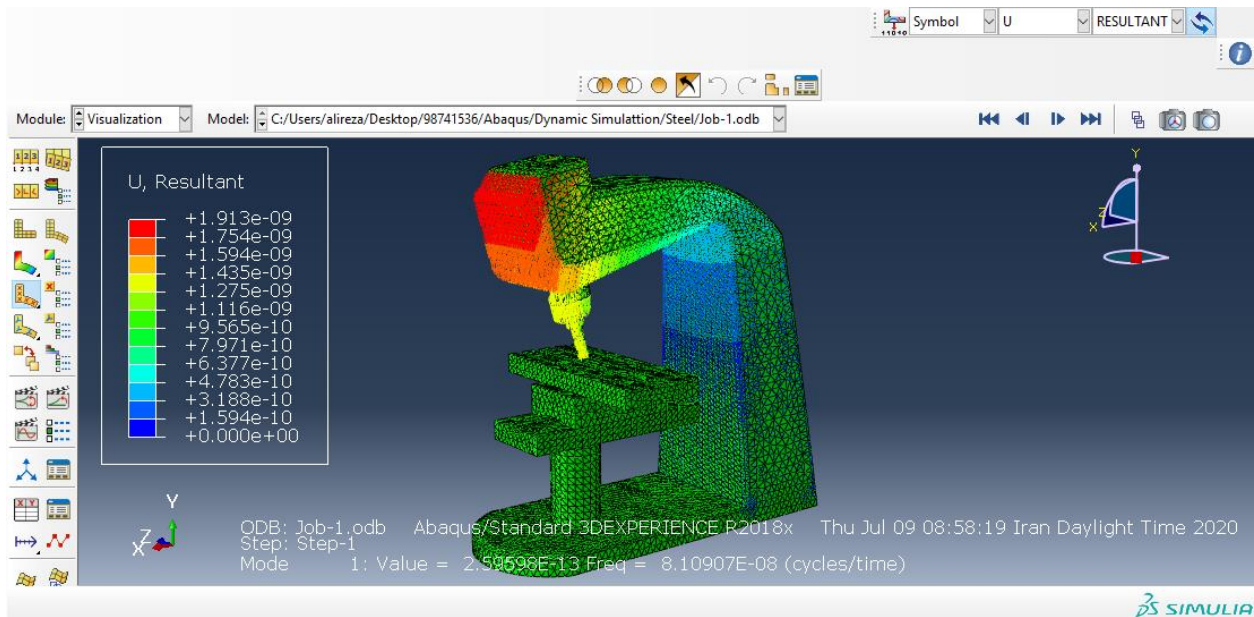 Symbol U RESULTANT
Module: Visualization Model: C:/Users/alireza/Desktop/98741536/Abaqus/Dynamic Simulattion/Steel/Job-1.odb
U, Resultant
+1.913e-09
+1.754e-09
+1.594e-09
+1.435e-09
+1.275e-09
+1.116e-09
+9.565e-10
+7.971e-10
+6.377e-10
+4.783e-10
+3.188e-10
+1.594e-10
+0.000e+00
Y
Z
X
Y
Z
X
ODB: Job-1.odb Abaqus/Standard 3DEXPERIENCE R2018x Thu Jul 09 08:58:19 Iran Daylight Time 2020
Step: Step-1
Mode 1: Value = 2.59598E-13 Freq = 8.10907E-08 (cycles/time)
SIMULIA